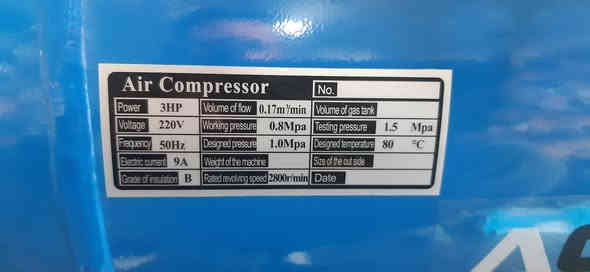 Air Compressor No.
Power 3HP Volume of flow 0.17m³/min Volume of gas tank
Voltage 220V Working pressure 0.8Mpa Testing pressure 1.5 Mpa
Frequency 50Hz Designed pressure 1.0Mpa Designed temperature 80 °C
Electric current 9A Weight of the machine Size of the out side
Grade of insulation B Rated revolving speed 2800r/min Date